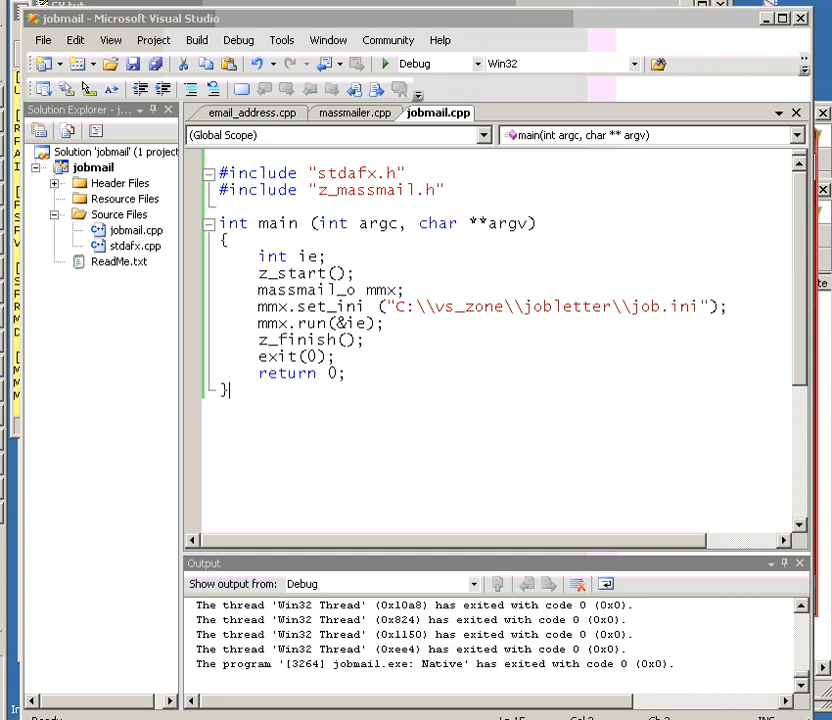 jobmail - Microsoft Visual Studio
File Edit View Project Build Debug Tools Window Community Help
Debug Win32
Solution Explorer - j...
email_address.cpp massmailer.cpp jobmail.cpp
(Global Scope) main(int argc, char ** argv)
Solution 'jobmail' (1 project
jobmail
Header Files
Resource Files
Source Files
jobmail.cpp
stdafx.cpp
ReadMe.txt
#include "stdafx.h"
#include "z_massmail.h"
int main (int argc, char **argv)
{
int ie;
z_start();
massmail_o mmx;
mmx.set_ini ("C:\\vs_zone\\jobletter\\job.ini");
mmx.run(&ie);
z_finish();
exit(0);
return 0;
}
Output
Show output from: Debug
The thread 'Win32 Thread' (0x10a8) has exited with code 0 (0x0).
The thread 'Win32 Thread' (0x824) has exited with code 0 (0x0).
The thread 'Win32 Thread' (0x1150) has exited with code 0 (0x0).
The thread 'Win32 Thread' (0xee4) has exited with code 0 (0x0).
The program '[3264] jobmail.exe: Native' has exited with code 0 (0x0).